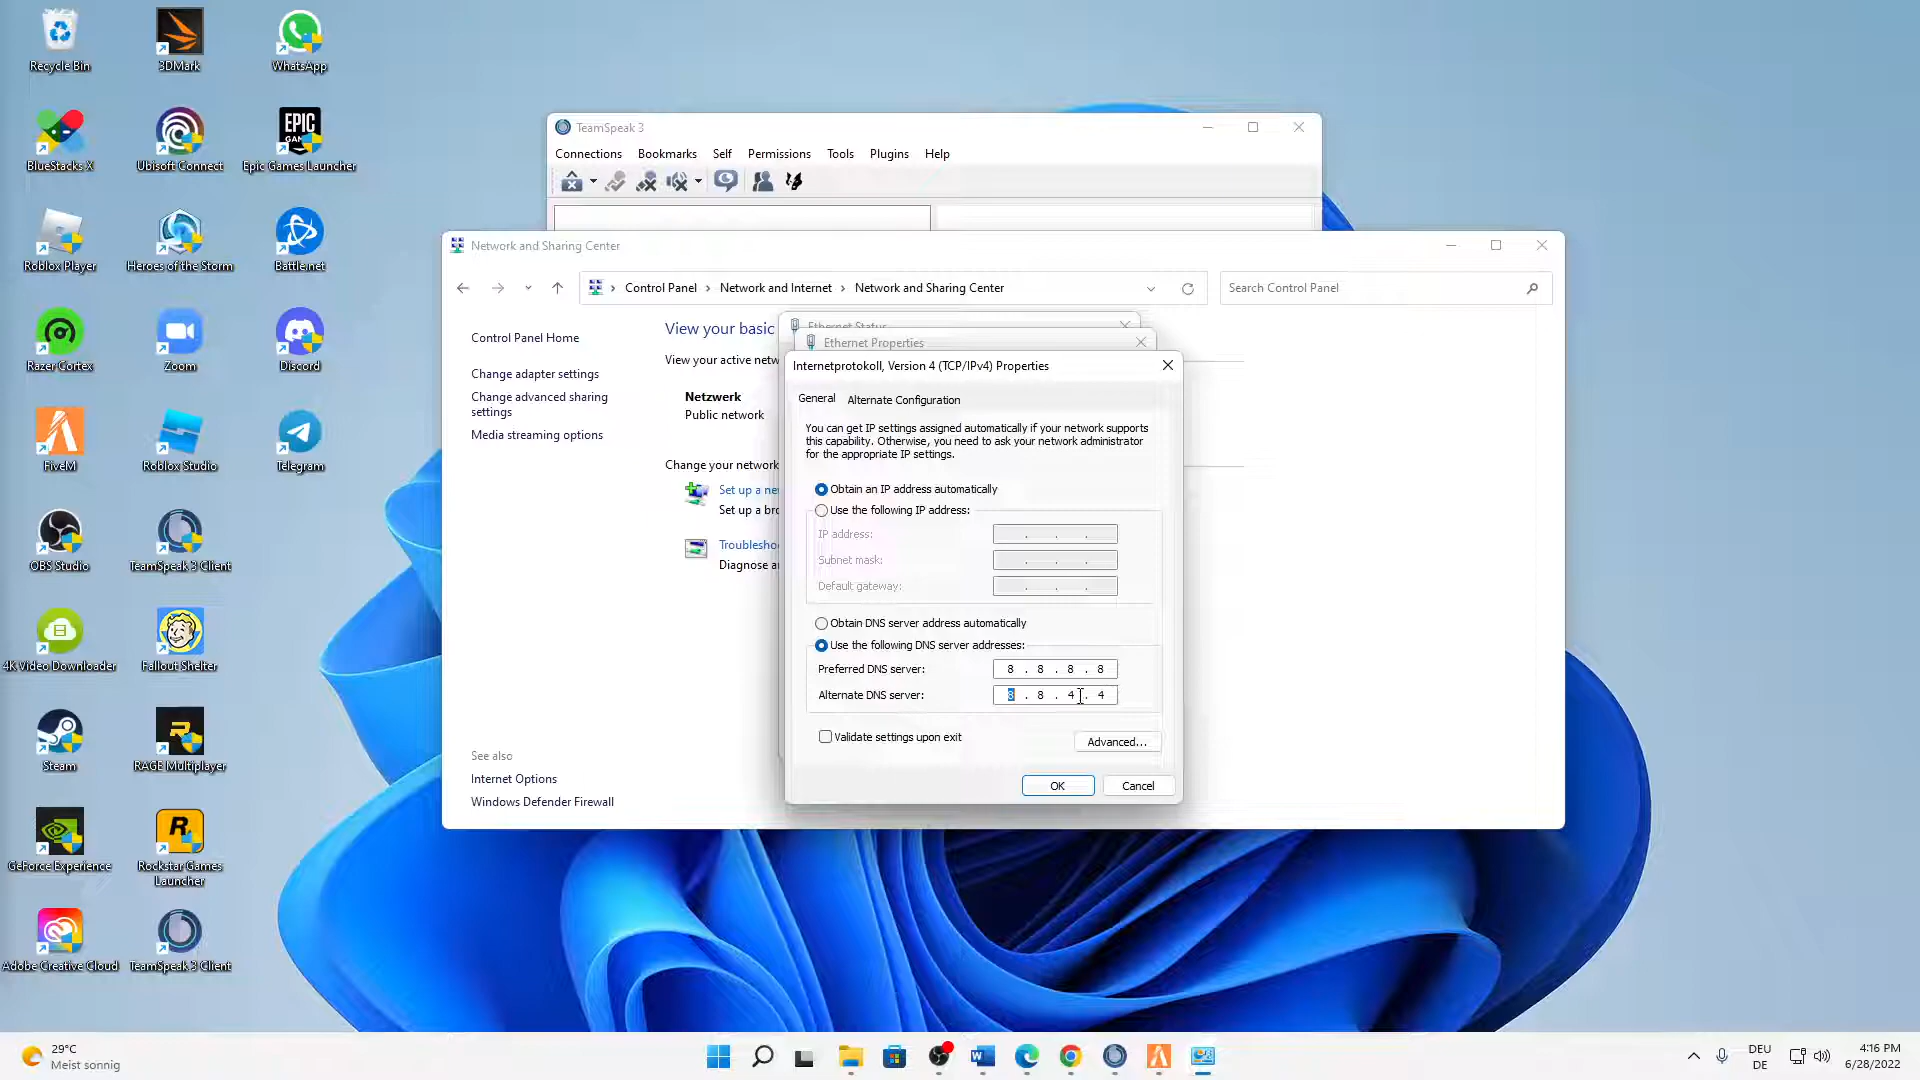 Recycle Bin
3DMark
WhatsApp
BlueStacks X
Ubisoft Connect
EPIC
Epic Games Launcher
Roblox Player
Heroes of the Storm
Battle.net
Razer Cortex
Zoom
Discord
FiveM
Roblox Studio
Telegram
OBS Studio
TeamSpeak 3 Client
4K Video Downloader
Fallout Shelter
Steam
RAGE Multiplayer
GeForce Experience
Rockstar Games
Launcher
Adobe Creative Cloud
TeamSpeak 3 Client
TeamSpeak 3
Connections Bookmarks Self Permissions Tools Plugins Help
Network and Sharing Center
Control Panel > Network and Internet > Network and Sharing Center
Search Control Panel
Control Panel Home
Change adapter settings
Change advanced sharing
settings
Media streaming options
See also
Internet Options
Windows Defender Firewall
View your basic
View your active netw
Netzwerk
Public network
Change your network
Set up a ne
Set up a bro
Troublesho
Diagnose a
Ethernet Status
Ethernet Properties
Internetprotokoll, Version 4 (TCP/IPv4) Properties
General Alternate Configuration
You can get IP settings assigned automatically if your network supports
this capability. Otherwise, you need to ask your network administrator
for the appropriate IP settings.
Obtain an IP address automatically
Use the following IP address:
IP address: . . .
Subnet mask: . . .
Default gateway: . . .
Obtain DNS server address automatically
Use the following DNS server addresses:
Preferred DNS server: 8 . 8 . 8 . 8
Alternate DNS server: 8 . 8 . 4 . 4
Validate settings upon exit
Advanced...
OK Cancel
29°C
Meist sonnig
DEU
DE
4:16 PM
6/28/2022